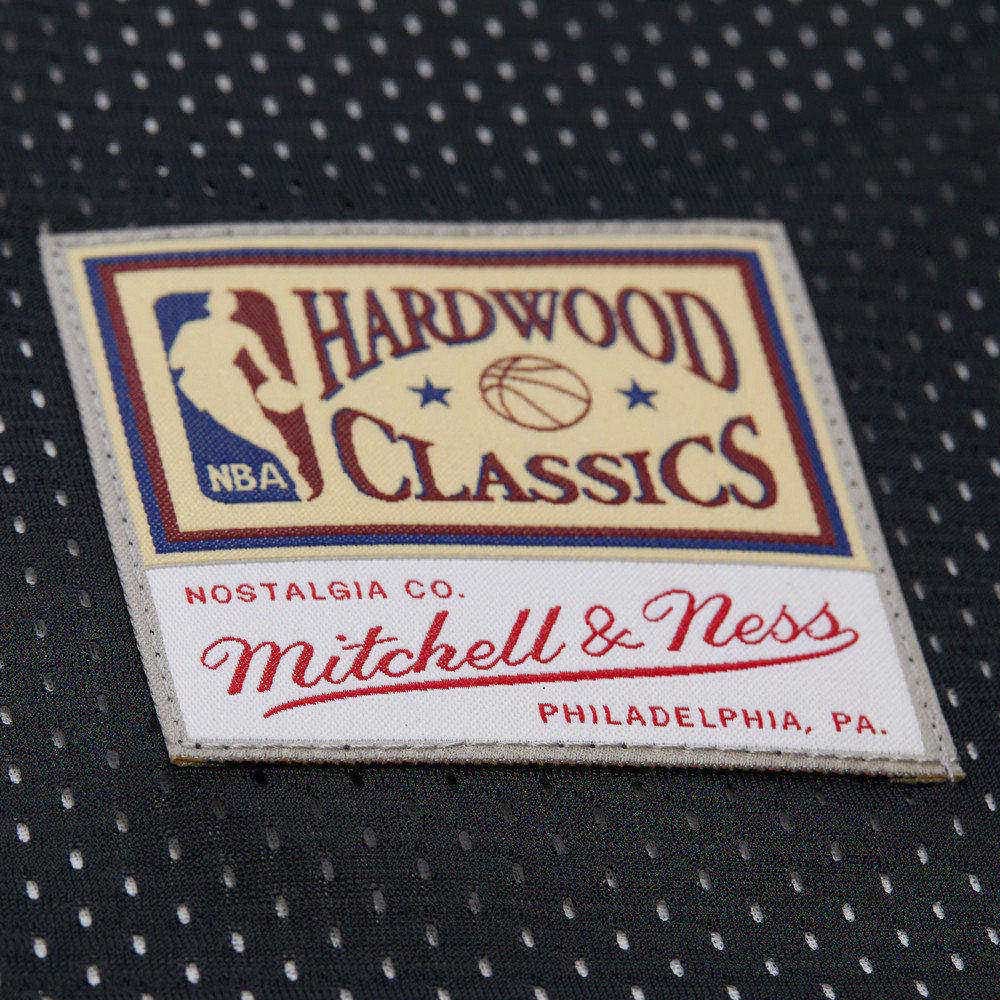 HARDWOOD
CLASSICS
NBA
NOSTALGIA CO.
Mitchell & Ness
PHILADELPHIA, PA.